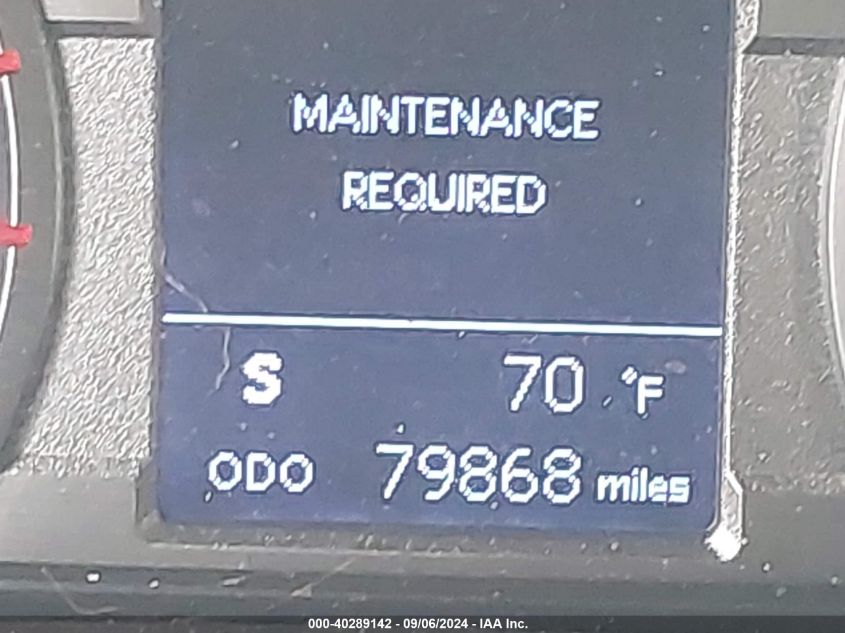 MAINTENANCE
REQUIRED
S 70 °F
ODO 79868 miles
000-40289142 - 09/06/2024 - IAA Inc.